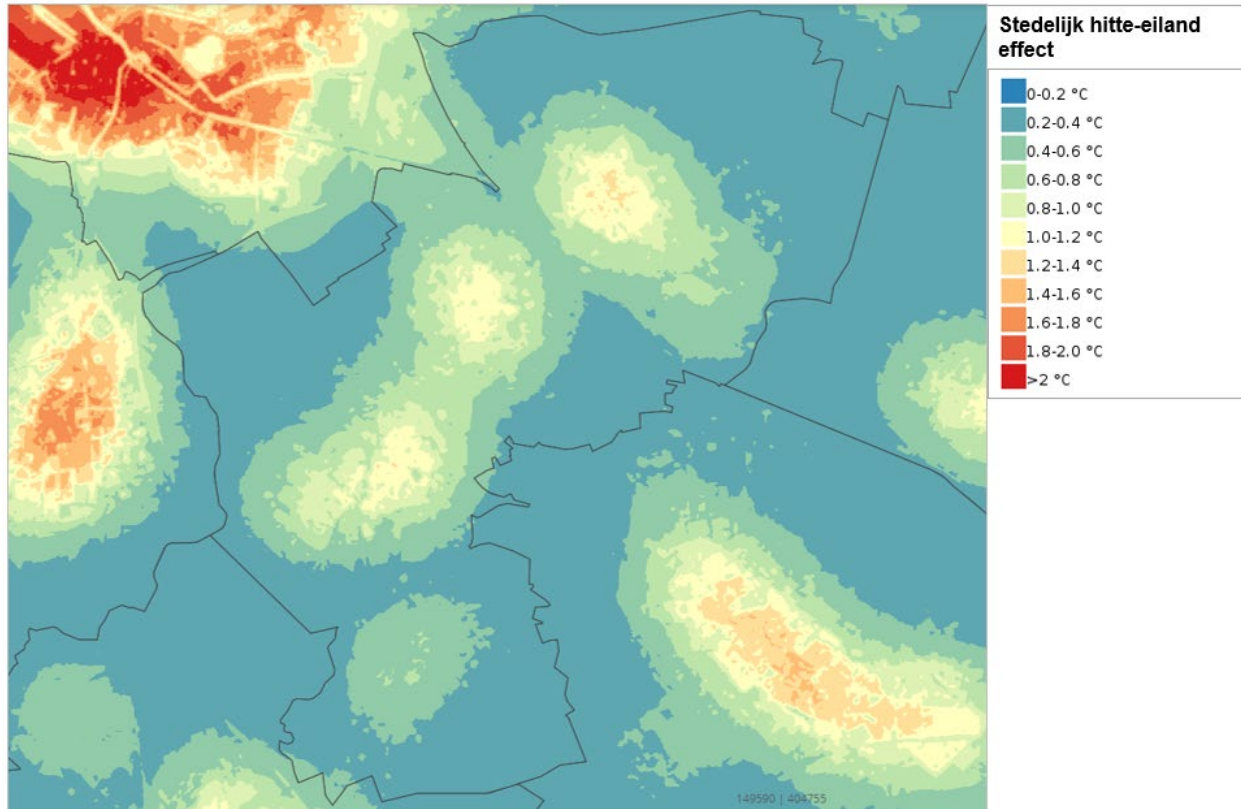 Stedelijk hitte-eiland
effect
0-0.2 °C
0.2-0.4 °C
0.4-0.6 °C
0.6-0.8 °C
0.8-1.0 °C
1.0-1.2 °C
1.2-1.4 °C
1.4-1.6 °C
1.6-1.8 °C
1.8-2.0 °C
>2 °C
149590 | 404755